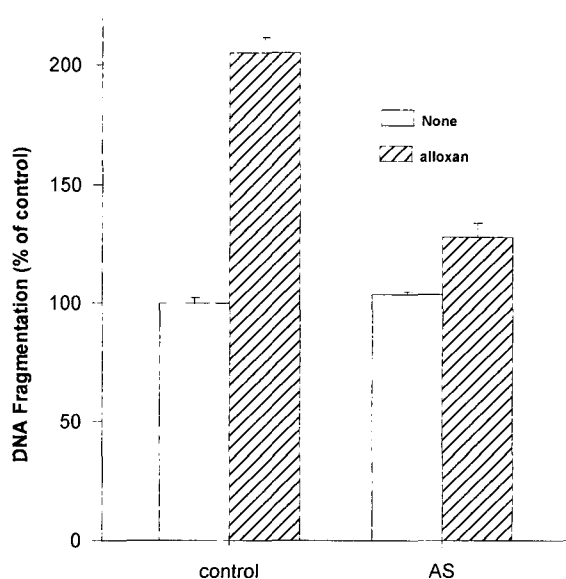 DNA Fragmentation (% of control)
200
150
100
50
0
None
alloxan
control
AS